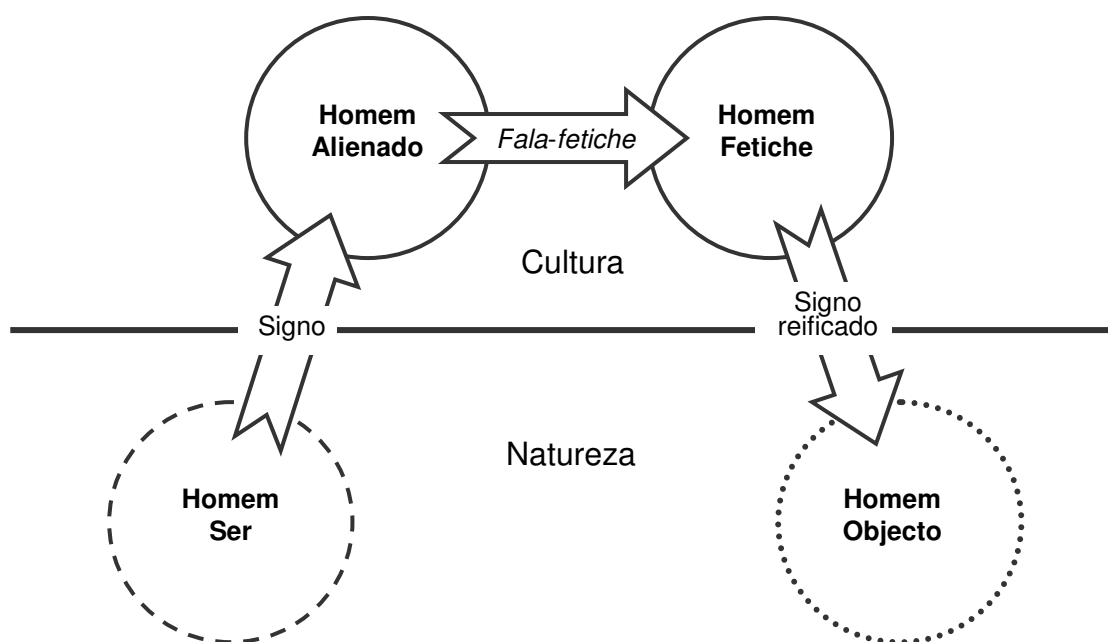 Homem
Alienado
Fala-fetiche
Homem
Fetiche
Cultura
Signo
Signo
reificado
Natureza
Homem
Ser
Homem
Objecto